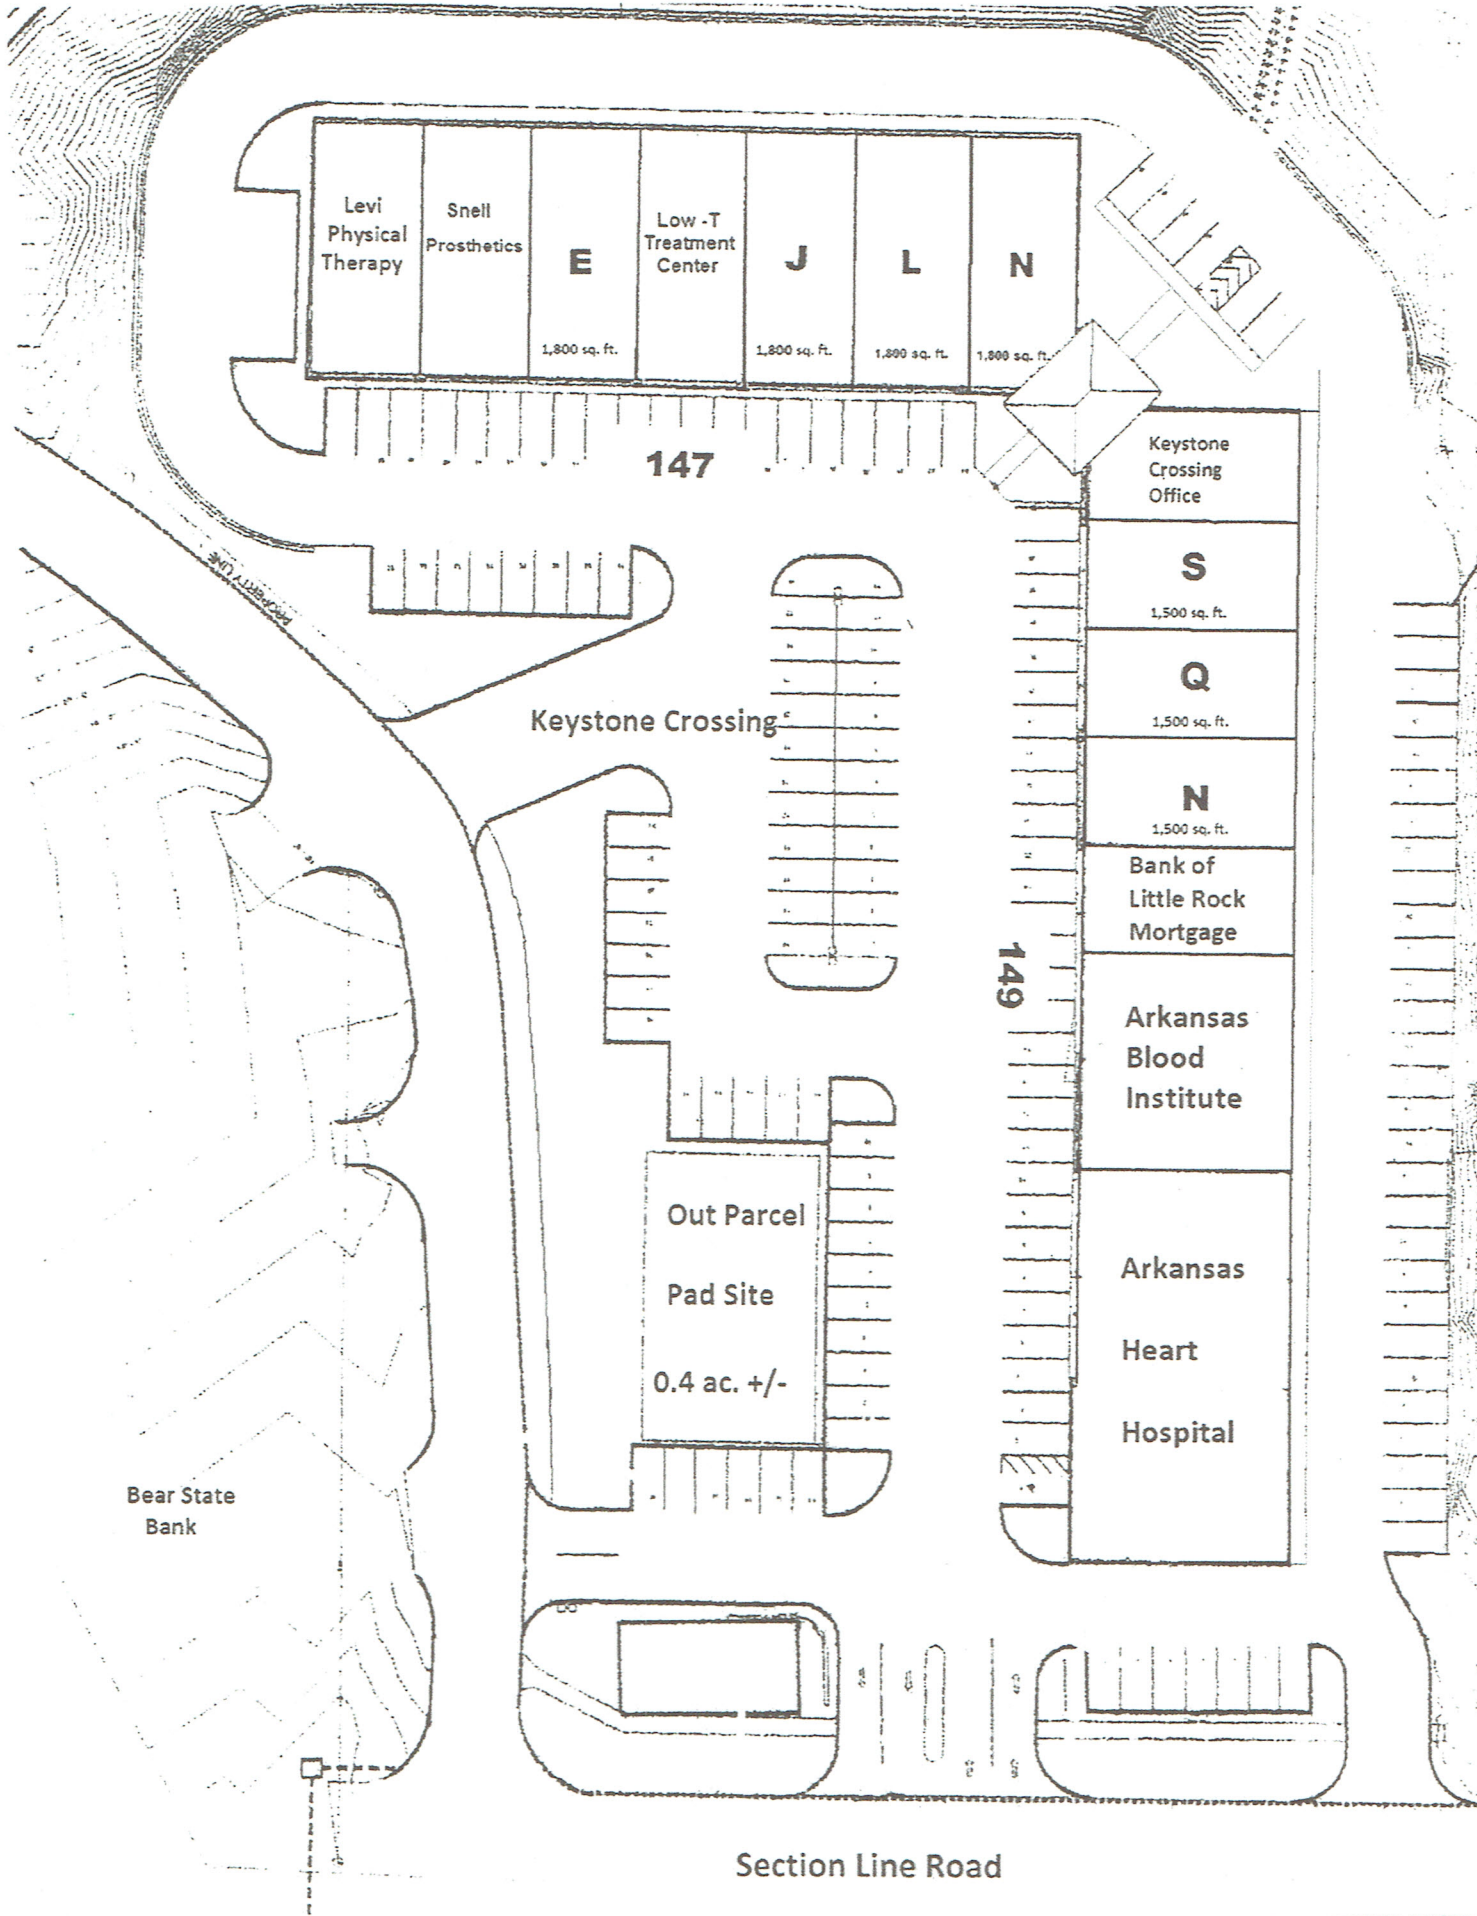 Levi
Physical
Therapy
Snell
Prosthetics
E
1,800 sq. ft.
Low -T
Treatment
Center
J
1,800 sq. ft.
L
1,800 sq. ft.
N
1,800 sq. ft.
147
Keystone
Crossing
Office
S
1,500 sq. ft.
PROPERTY LINE
Q
1,500 sq. ft.
Keystone Crossing
N
1,500 sq. ft.
Bank of
Little Rock
Mortgage
149
Arkansas
Blood
Institute
Out Parcel
Pad Site
0.4 ac. +/-
Arkansas
Heart
Hospital
Bear State
Bank
Section Line Road